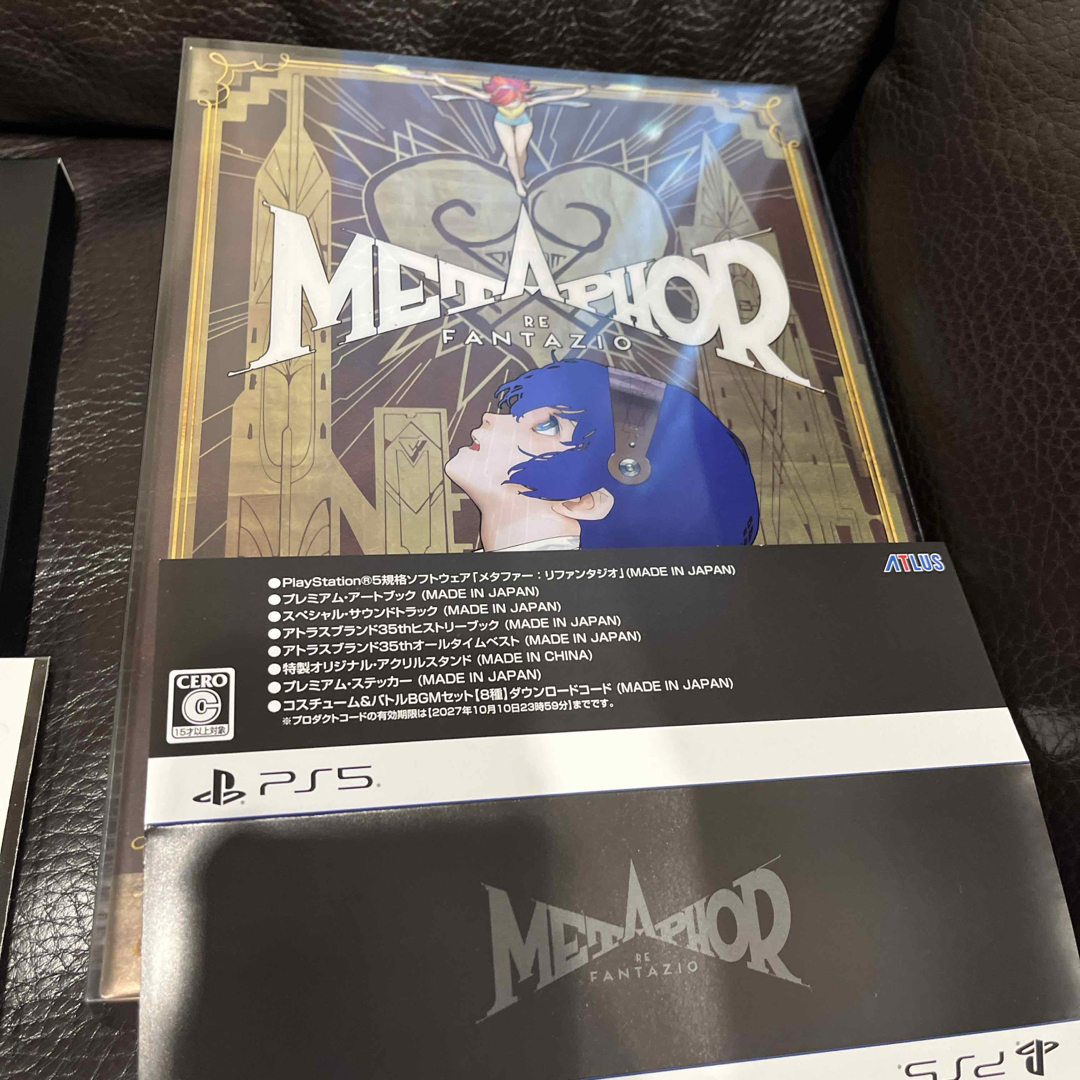 METAPHOR
RE
FANTAZIO
ATLUS
●PlayStation®5規格ソフトウェア「メタファー：リファンタジオ」(MADE IN JAPAN)
●プレミアム・アートブック (MADE IN JAPAN)
●スペシャル・サウンドトラック (MADE IN JAPAN)
●アトラスブランド35thヒストリーブック (MADE IN JAPAN)
●アトラスブランド35thオールタイムベスト (MADE IN JAPAN)
●特製オリジナル・アクリルスタンド (MADE IN CHINA)
●プレミアム・ステッカー (MADE IN JAPAN)
●コスチューム&バトルBGMセット【8種】ダウンロードコード (MADE IN JAPAN)
※プロダクトコードの有効期限は【2027年10月10日23時59分】までです。
CERO
C
15才以上対象
PS5
METAPHOR
RE
FANTAZIO
PS5